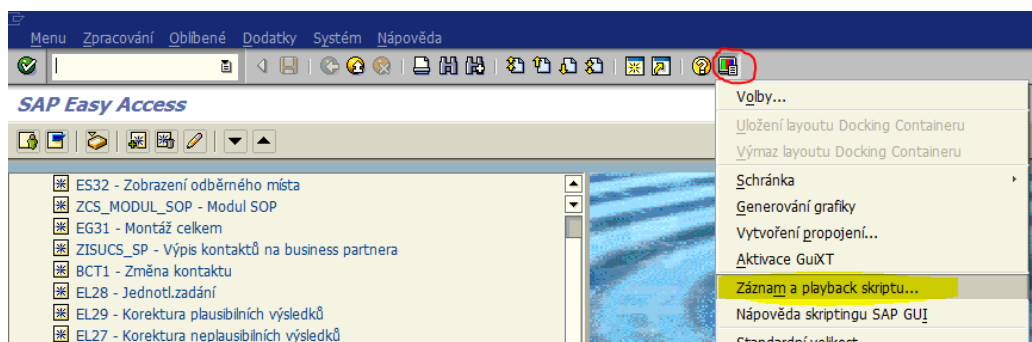 Menu Zpracování Oblíbené Dodatky Systém Nápověda
SAP Easy Access
ES32 - Zobrazení odběrného místa
ZCS_MODUL_SOP - Modul SOP
EG31 - Montáž celkem
ZISUCS_SP - Výpis kontaktů na business partnera
BCT1 - Změna kontaktu
EL28 - Jednotl.zadání
EL29 - Korektura plausibilních výsledků
EL27 - Korektura neplausibilních výsledků
Volby...
Uložení layoutu Docking Containeru
Výmaz layoutu Docking Containeru
Schránka
Generování grafiky
Vytvoření propojení...
Aktivace GuiXT
Záznam a playback skriptu...
Nápověda skriptingu SAP GUI
Standardní velikost